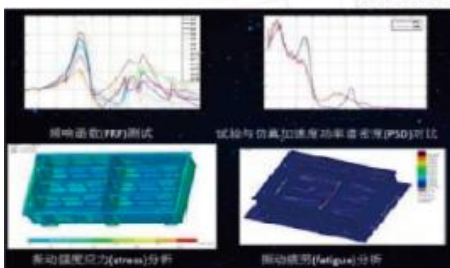 频响函数(FRF)测试
试验与仿真加速度功率谱密度(PSD)对比
振动强度应力(stress)分析
振动疲劳(fatigue)分析